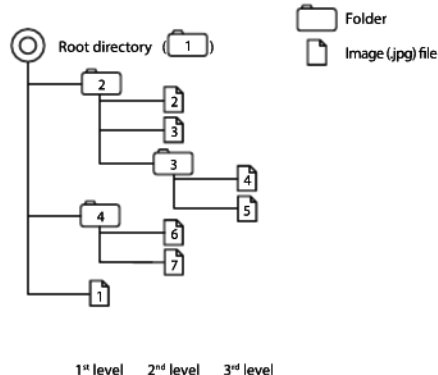 Root directory (1)
Folder
Image (.jpg) file
2
2
3
3
4
5
4
6
7
1
1st level 2nd level 3rd level